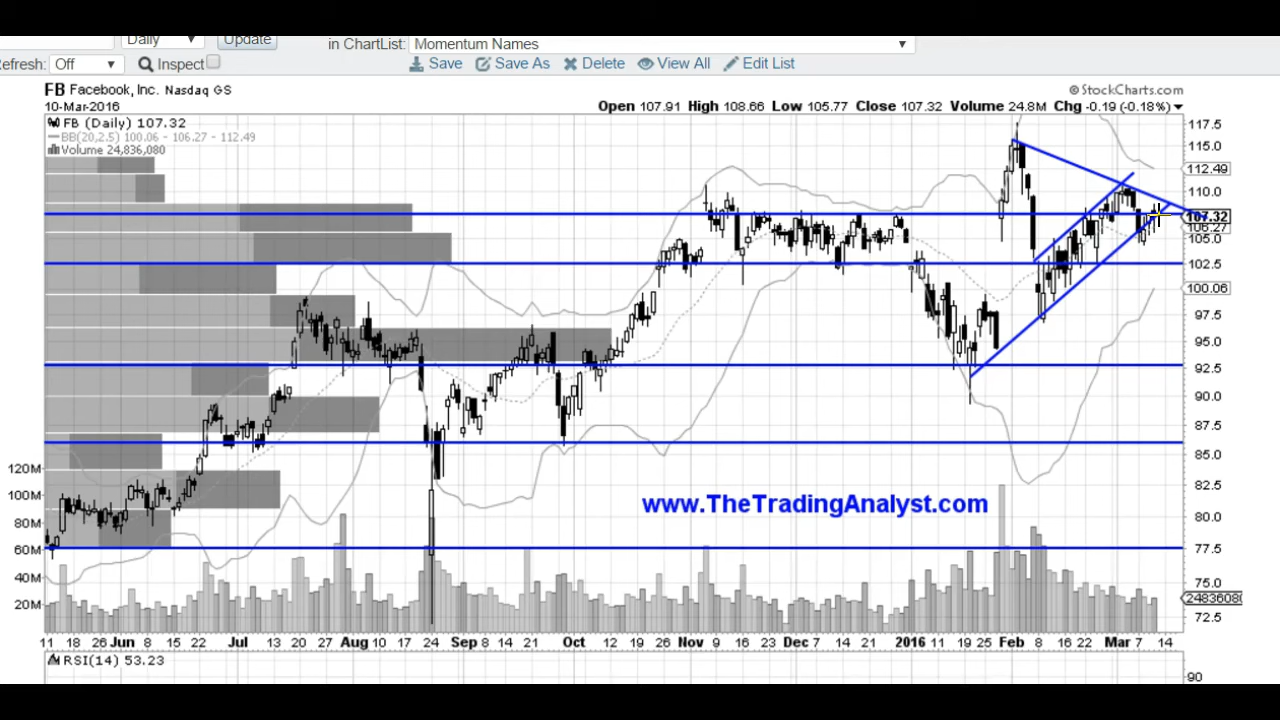 Daily ▼ Update in ChartList: Momentum Names ▼
Refresh: Off ▼ Inspect Save Save As Delete View All Edit List
FB Facebook, Inc. Nasdaq GS ©StockCharts.com
10-Mar-2016 Open 107.91 High 108.66 Low 105.77 Close 107.32 Volume 24.8M Chg -0.19 (-0.18%)
FB (Daily) 107.32
BB(20,2.5) 100.06 - 106.27 - 112.49
Volume 24,836,080
117.5
115.0
112.49
110.0
107.32
106.27
105.0
102.5
100.06
97.5
95.0
92.5
90.0
87.5
85.0
82.5
80.0
77.5
75.0
72.5
120M
100M
80M
60M
40M
20M
24836080
www.TheTradingAnalyst.com
11 18 26 Jun 8 15 22 Jul 13 20 27 Aug 10 17 24 Sep 8 14 21 Oct 12 19 26 Nov 9 16 23 Dec 7 14 21 2016 11 19 25 Feb 8 16 22 Mar 7 14
RSI(14) 53.23
90